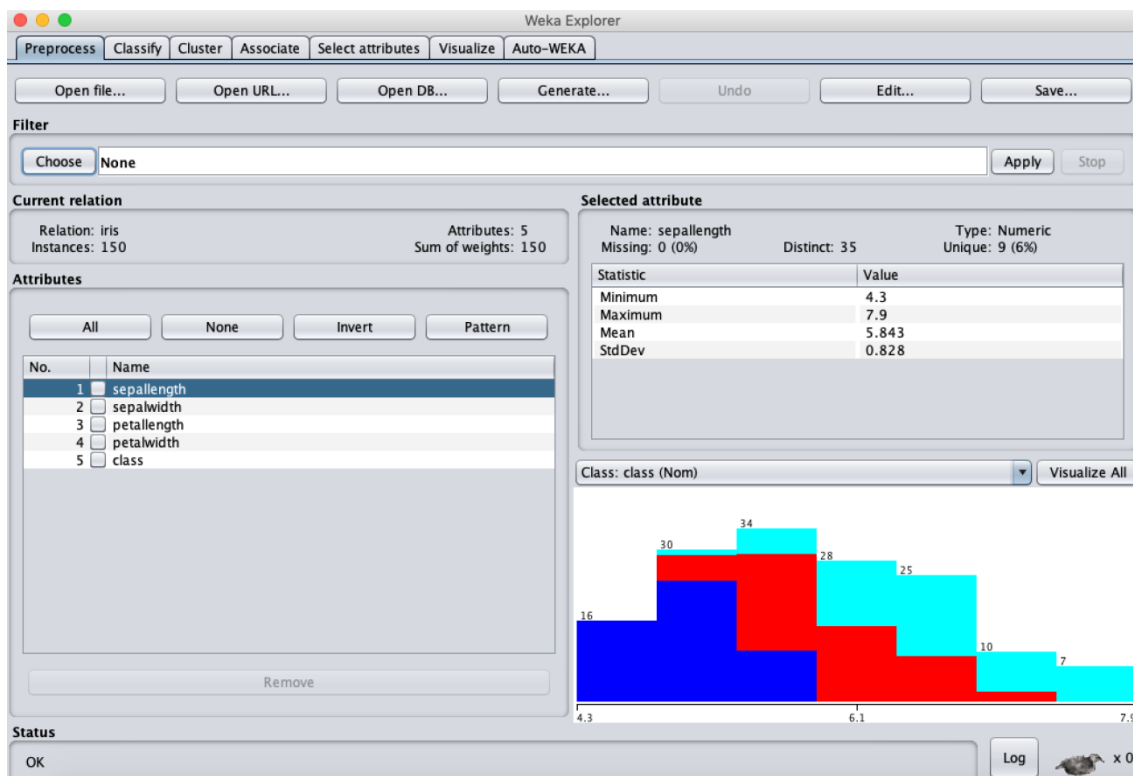 Weka Explorer
Preprocess Classify Cluster Associate Select attributes Visualize Auto-WEKA
Open file... Open URL... Open DB... Generate... Undo Edit... Save...
Filter
Choose None Apply Stop
Current relation
Relation: iris Attributes: 5
Instances: 150 Sum of weights: 150
Attributes
All None Invert Pattern
No. Name
1 sepallength
2 sepalwidth
3 petallength
4 petalwidth
5 class
Remove
Selected attribute
Name: sepallength Type: Numeric
Missing: 0 (0%) Distinct: 35 Unique: 9 (6%)
Statistic Value
Minimum 4.3
Maximum 7.9
Mean 5.843
StdDev 0.828
Class: class (Nom) Visualize All
34
30
28
25
16
10
7
4.3 6.1 7.9
Status
OK Log x 0